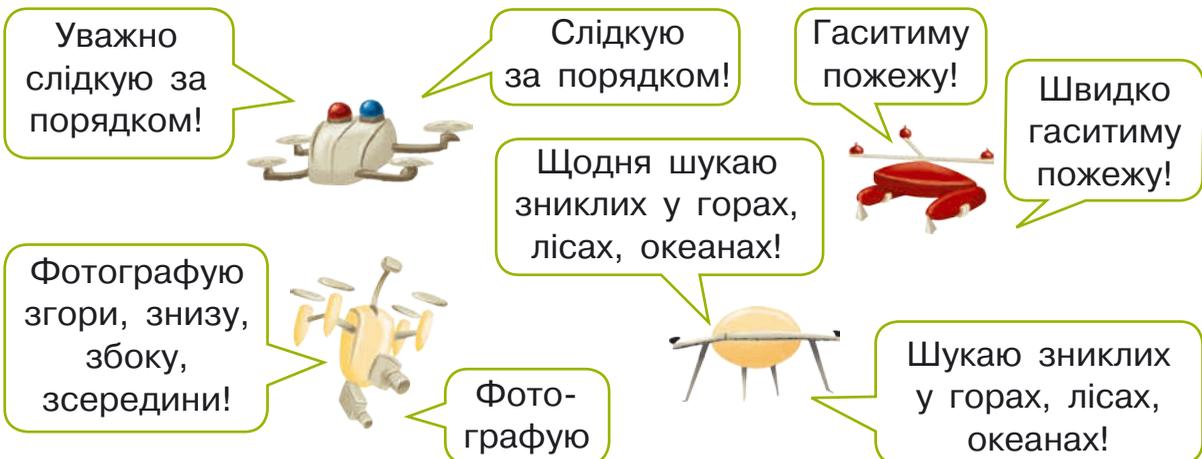 Уважно
слідкую за
порядком!
Слідкую
за порядком!
Гаситиму
пожежу!
Швидко
гаситиму
пожежу!
Щодня шукаю
зниклих у горах,
лісах, океанах!
Фотографую
згори, знизу,
збоку,
зсередини!
Фото-
графую
Шукаю зниклих
у горах, лісах,
океанах!